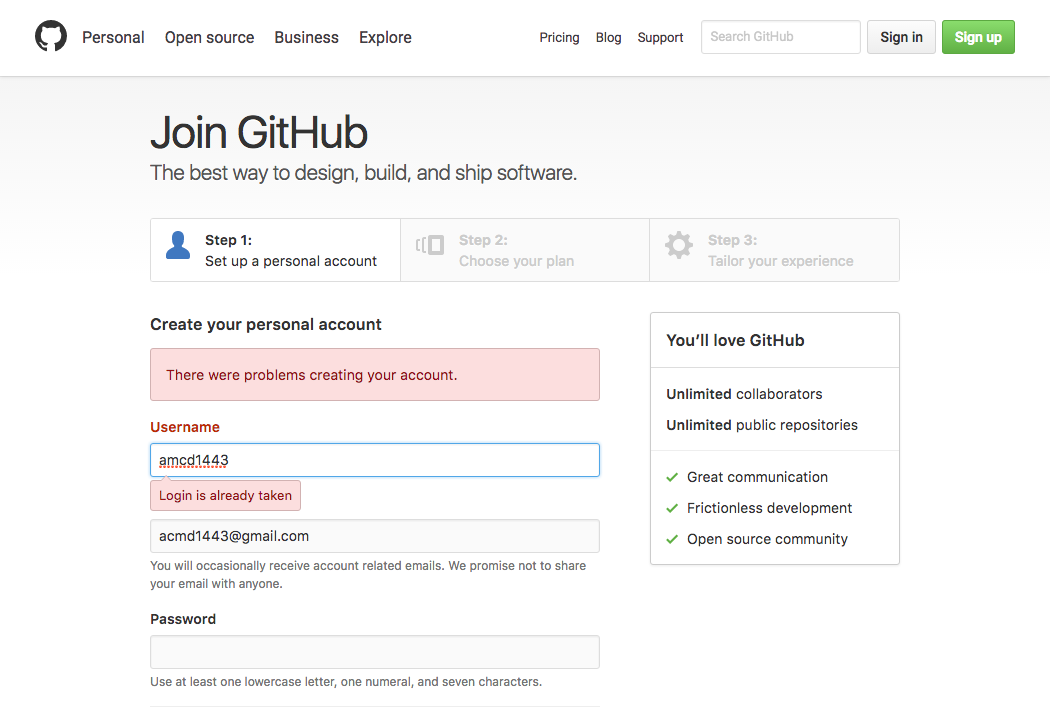 Personal Open source Business Explore Pricing Blog Support Search GitHub Sign in Sign up
Join GitHub
The best way to design, build, and ship software.
Step 1:
Set up a personal account
Step 2:
Choose your plan
Step 3:
Tailor your experience
Create your personal account
There were problems creating your account.
Username
amcd1443
Login is already taken
acmd1443@gmail.com
You will occasionally receive account related emails. We promise not to share
your email with anyone.
Password
Use at least one lowercase letter, one numeral, and seven characters.
You'll love GitHub
Unlimited collaborators
Unlimited public repositories
Great communication
Frictionless development
Open source community